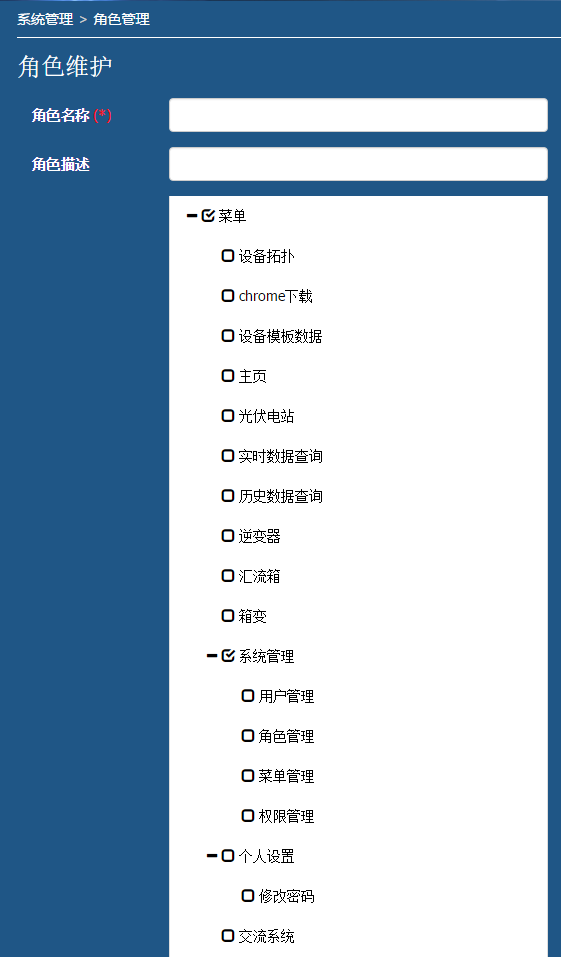 系统管理 > 角色管理
角色维护
角色名称 (*)
角色描述
菜单
设备拓扑
chrome下载
设备模板数据
主页
光伏电站
实时数据查询
历史数据查询
逆变器
汇流箱
箱变
系统管理
用户管理
角色管理
菜单管理
权限管理
个人设置
修改密码
交流系统